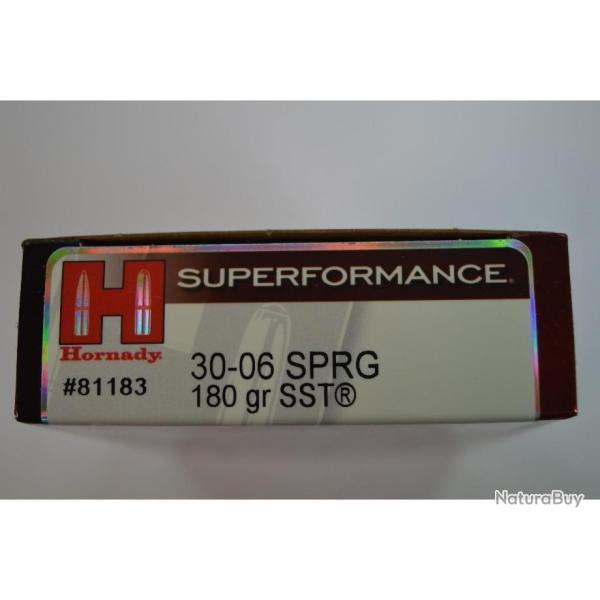 SUPERFORMANCE®
H
Hornady®
#81183
30-06 SPRG
180 gr SST®
NaturaBuy